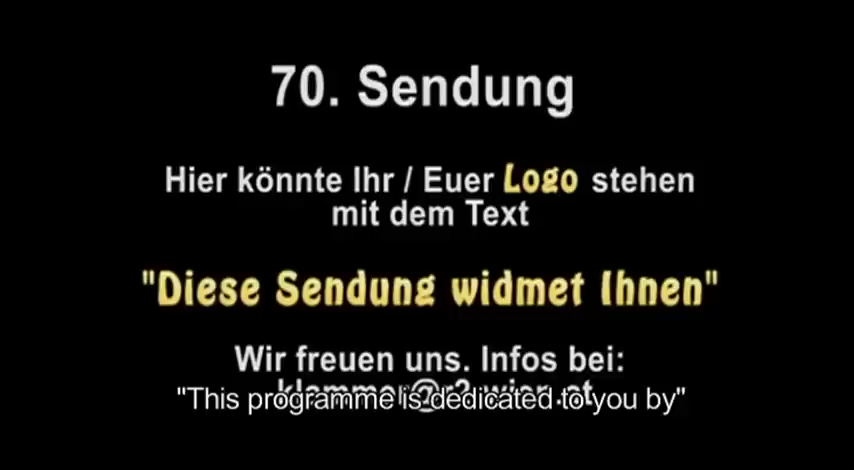 70. Sendung
Hier könnte Ihr / Euer Logo stehen
mit dem Text
"Diese Sendung widmet Ihnen"
Wir freuen uns. Infos bei:
"This programme is dedicated to you by"